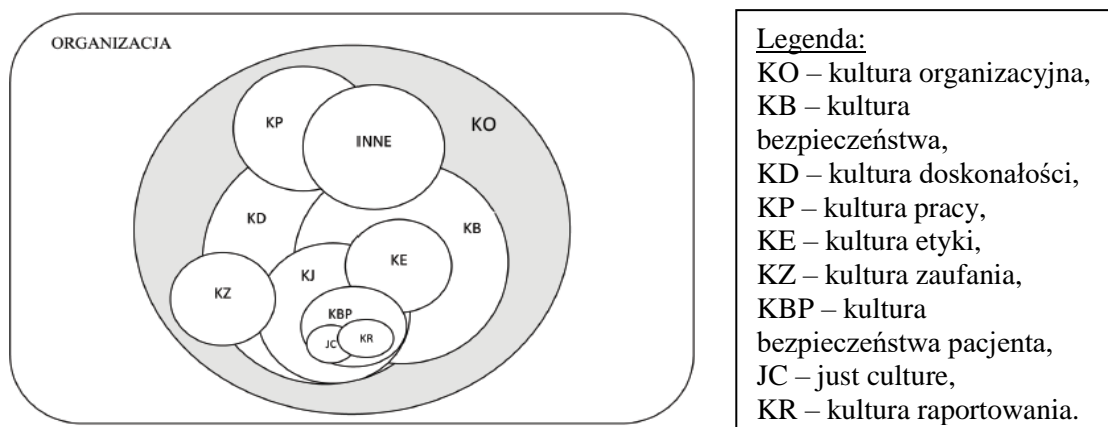 ORGANIZACJA
KP
INNE
KO
KD
KB
KE
KJ
KZ
KBP
JC
KR
Legenda:
KO – kultura organizacyjna,
KB – kultura
bezpieczeństwa,
KD – kultura doskonałości,
KP – kultura pracy,
KE – kultura etyki,
KZ – kultura zaufania,
KBP – kultura
bezpieczeństwa pacjenta,
JC – just culture,
KR – kultura raportowania.